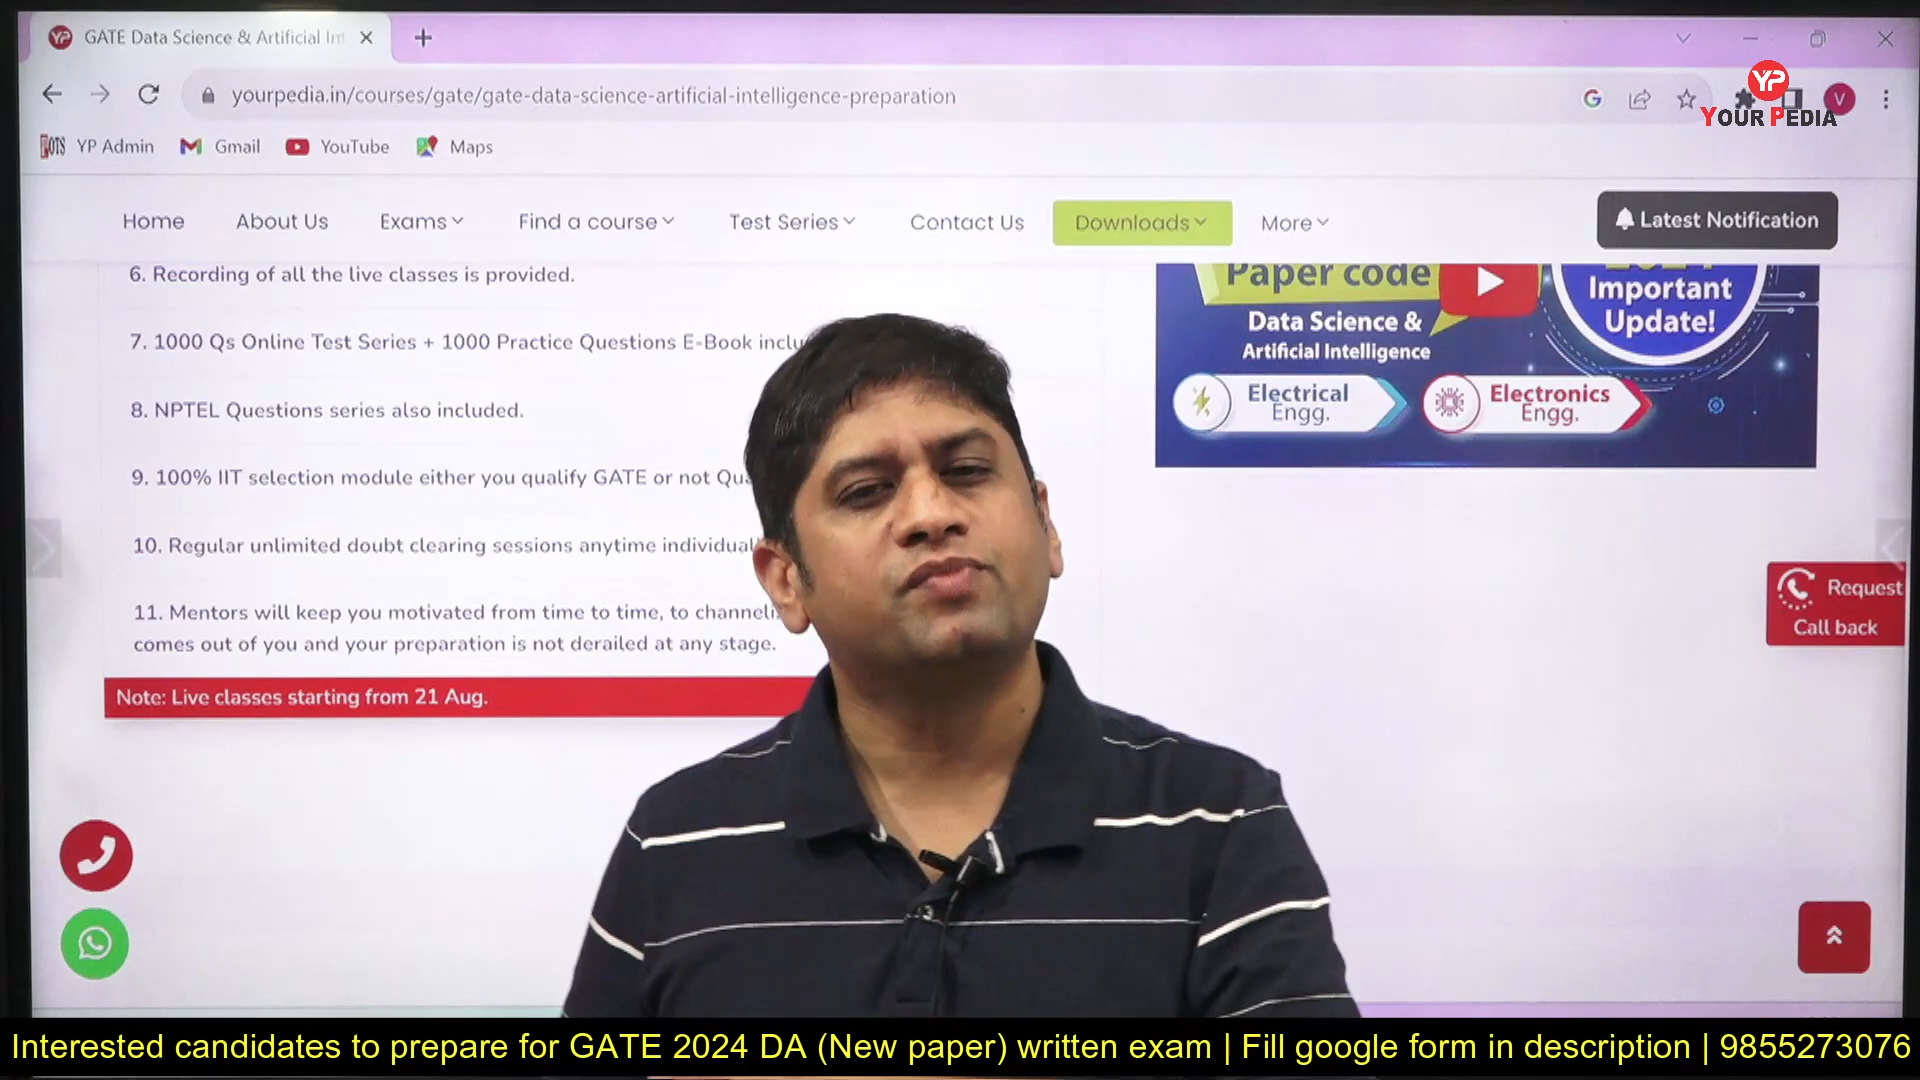 GATE Data Science & Artificial Int
yourpedia.in/courses/gate/gate-data-science-artificial-intelligence-preparation
V
YP
YOUR PEDIA
YP Admin Gmail YouTube Maps
Home About Us Exams Find a course Test Series Contact Us Downloads More Latest Notification
6. Recording of all the live classes is provided.
7. 1000 Qs Online Test Series + 1000 Practice Questions E-Book
8. NPTEL Questions series also included.
9. 100% IIT selection module either you qualify GATE or not
10. Regular unlimited doubt clearing sessions anytime
11. Mentors will keep you motivated from time to time, to
comes out of you and your preparation is not derailed at any stage.
Note: Live classes starting from 21 Aug.
Paper code
Data Science &
Artificial Intelligence
Important
Update!
Electrical
Engg.
Electronics
Engg.
Request
Call back
Interested candidates to prepare for GATE 2024 DA (New paper) written exam | Fill google form in description | 9855273076